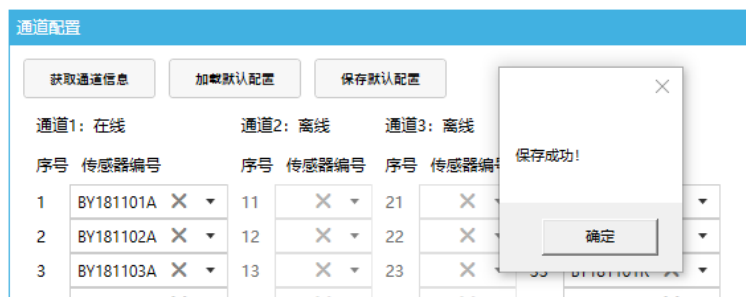 通道配置
获取通道信息 加载默认配置 保存默认配置
通道1：在线 通道2：离线 通道3：离线
保存成功！
序号 传感器编号 序号 传感器编号 序号 传感器编
1 BY181101A 11 21
确定
2 BY181102A 12 22
3 BY181103A 13 23